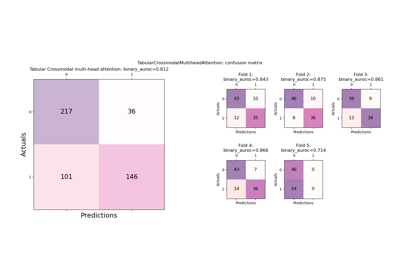 TabularCrossmodalMultiheadAttention: confusion matrix
Tabular Crossmodal multi-head attention: binary_auroc=0.812
0 1
0 217 36
1 101 146
Actuals
Predictions
Fold 1:
binary_auroc=0.843
0 1
0 43 10
1 12 35
Actuals
Predictions
Fold 2:
binary_auroc=0.875
0 1
0 46 10
1 8 36
Actuals
Predictions
Fold 3:
binary_auroc=0.861
0 1
0 39 9
1 13 39
Actuals
Predictions
Fold 4:
binary_auroc=0.866
0 1
0 43 7
1 14 36
Actuals
Predictions
Fold 5:
binary_auroc=0.714
0 1
0 46 0
1 54 0
Actuals
Predictions